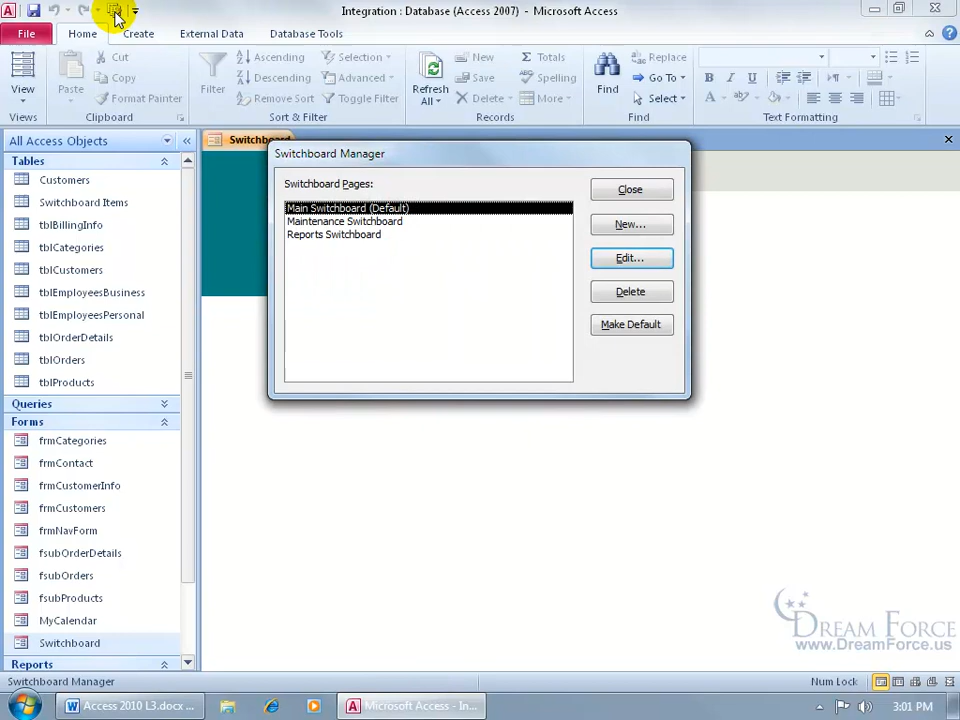 Integration : Database (Access 2007) - Microsoft Access
File Home Create External Data Database Tools
View
Views
Paste
Cut
Copy
Format Painter
Clipboard
Filter
Ascending
Descending
Remove Sort
Selection
Advanced
Toggle Filter
Sort & Filter
Refresh
All
New
Save
Delete
Totals
Spelling
More
Records
Find
Replace
Go To
Select
Find
B I U
A
Text Formatting
All Access Objects
Tables
Customers
Switchboard Items
tblBillingInfo
tblCategories
tblCustomers
tblEmployeesBusiness
tblEmployeesPersonal
tblOrderDetails
tblOrders
tblProducts
Queries
Forms
frmCategories
frmContact
frmCustomerInfo
frmCustomers
frmNavForm
fsubOrderDetails
fsubOrders
fsubProducts
MyCalendar
Switchboard
Reports
Switchboard
Switchboard Manager
Switchboard Pages:
Main Switchboard (Default)
Maintenance Switchboard
Reports Switchboard
Close
New...
Edit...
Delete
Make Default
DREAM FORCE
www.DreamForce.us
Switchboard Manager
Num Lock
Access 2010 L3.docx ...
Microsoft Access - In...
3:01 PM